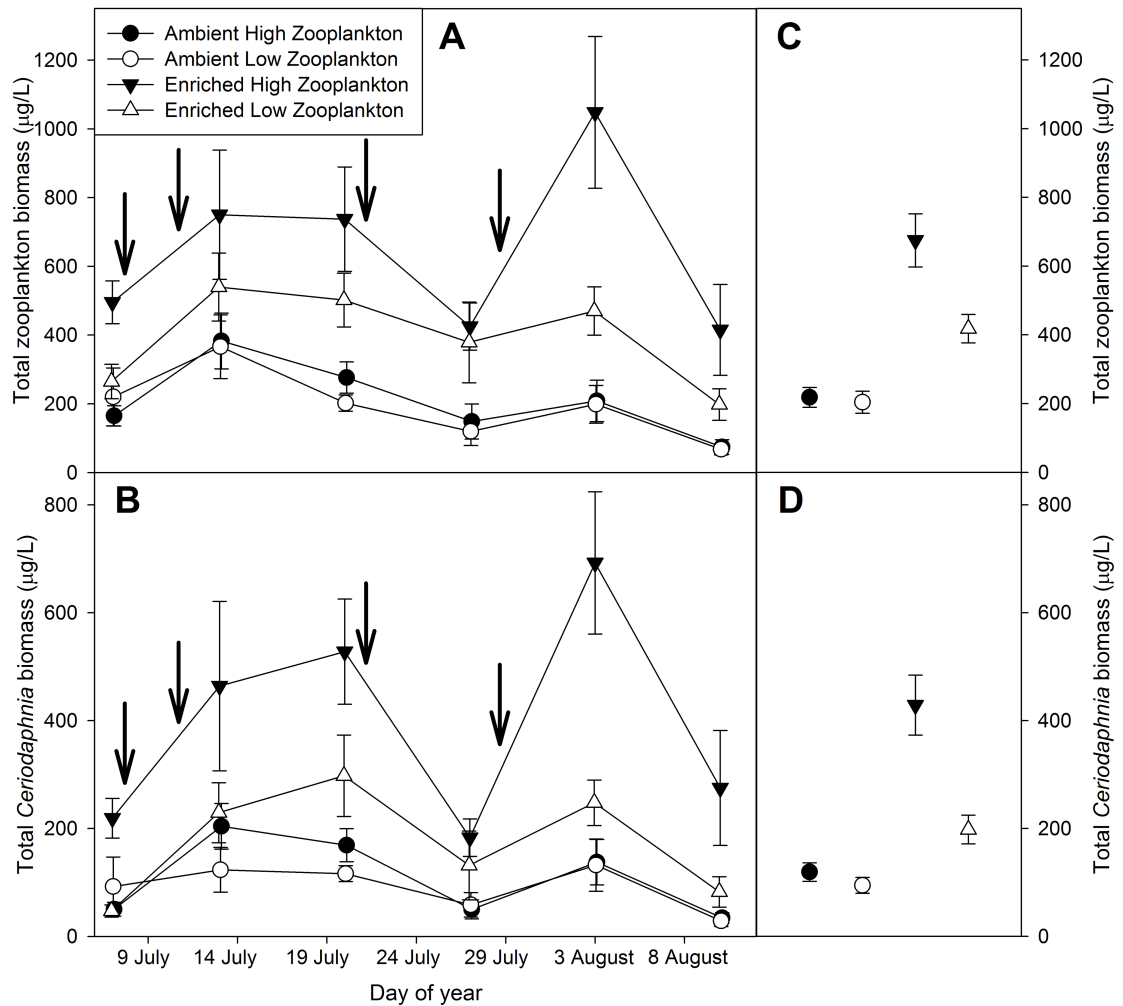 Ambient High Zooplankton
Ambient Low Zooplankton
Enriched High Zooplankton
Enriched Low Zooplankton
A
C
Total zooplankton biomass (μg/L)
1200
1000
800
600
400
200
0
1200
1000
800
600
400
200
0
Total zooplankton biomass (μg/L)
B
D
Total Ceriodaphnia biomass (μg/L)
800
600
400
200
0
800
600
400
200
0
Total Ceriodaphnia biomass (μg/L)
9 July 14 July 19 July 24 July 29 July 3 August 8 August
Day of year